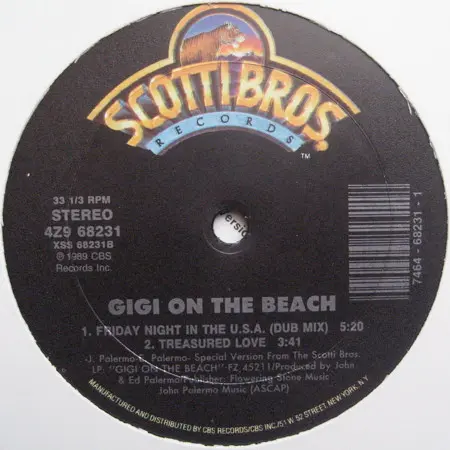 SCOTTI BROS.
RECORDS
TM
33 1/3 RPM
STEREO
4Z9 68231
XSS 68231B
℗ 1989 CBS
Records Inc.
7464 - 68231 - 1
GIGI ON THE BEACH
1. FRIDAY NIGHT IN THE U.S.A. (DUB MIX) 5:20
2. TREASURED LOVE 3:41
-J. Palermo-E. Palermo- Special Version From The Scotti Bros.
LP. "GIGI ON THE BEACH" FZ 45211/Produced by John
& Ed Palermo/Publisher: Flowering Stone Music
John Palermo Music (ASCAP)
MANUFACTURED AND DISTRIBUTED BY CBS RECORDS/CBS INC./51 W. 52 STREET, NEW YORK, N.Y.